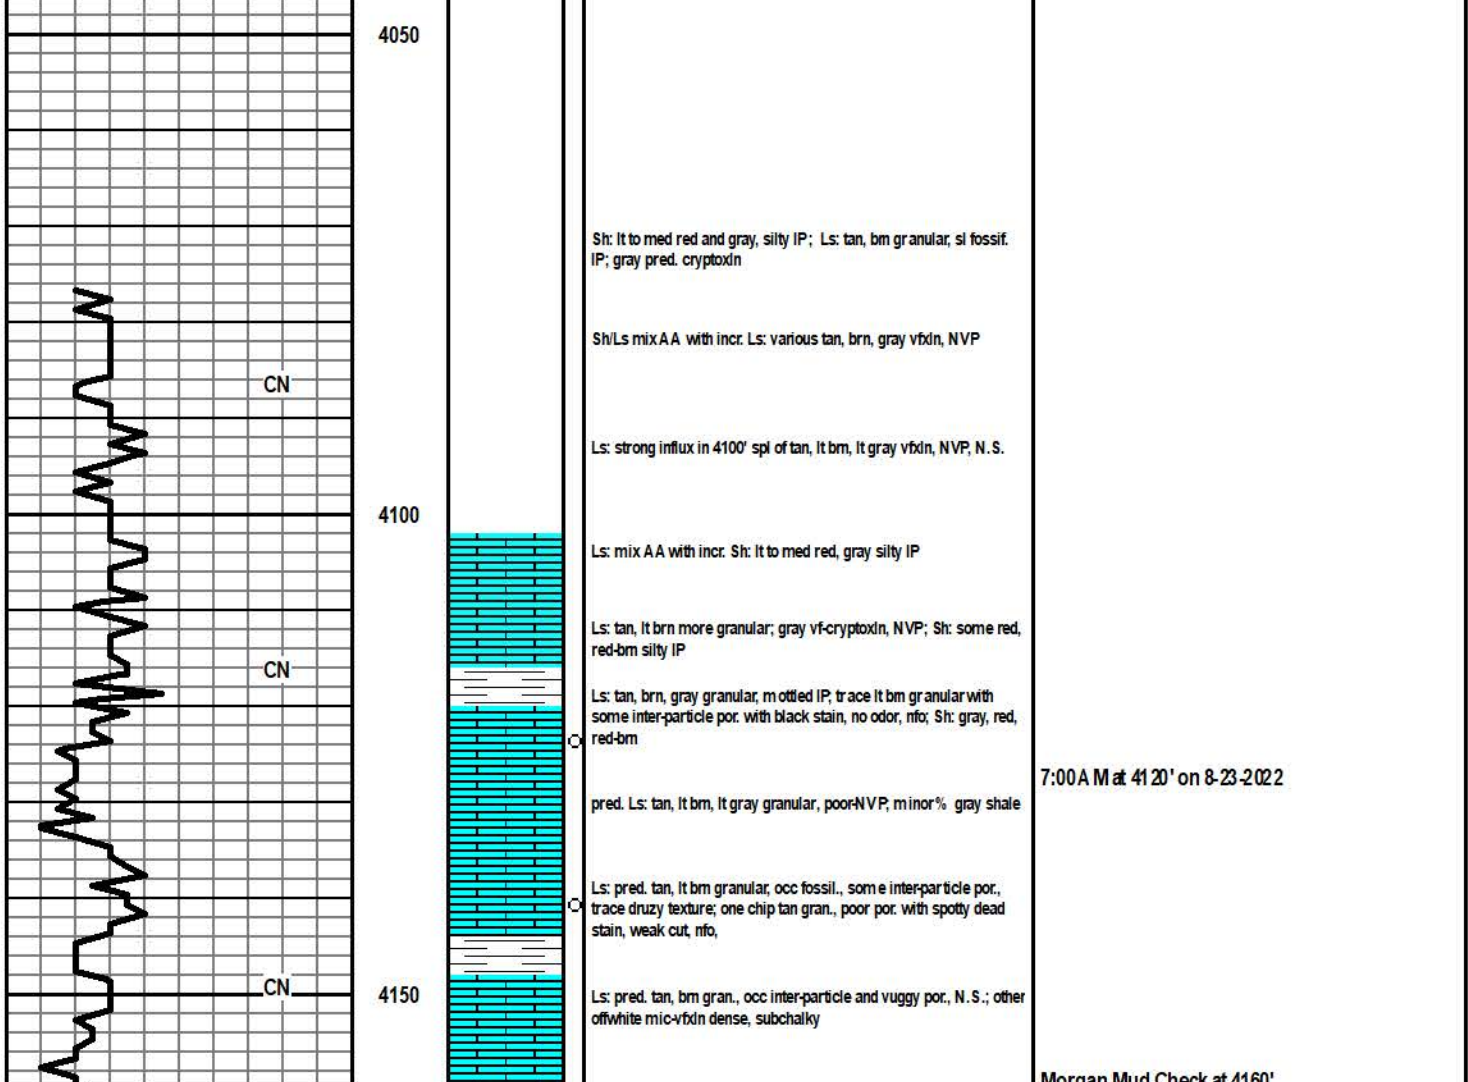 4050
Sh: lt to med red and gray, silty IP; Ls: tan, brn granular, sl fossif.
IP; gray pred. cryptoxln
Sh/Ls mix AA with incr. Ls: various tan, brn, gray vfxln, NVP
CN
Ls: strong influx in 4100' spl of tan, lt brn, lt gray vfxln, NVP, N.S.
4100
Ls: mix AA with incr. Sh: lt to med red, gray silty IP
Ls: tan, lt brn more granular; gray vf-cryptoxln, NVP; Sh: some red,
red-brn silty IP
CN
Ls: tan, brn, gray granular, mottled IP, trace lt brn granular with
some inter-particle por. with black stain, no odor, nfo; Sh: gray, red,
red-brn
7:00 AM at 4120' on 8-23-2022
pred. Ls: tan, lt brn, lt gray granular, poor-NVP; minor % gray shale
Ls: pred. tan, lt brn granular, occ fossil., some inter-particle por.,
trace druzy texture; one chip tan gran., poor por. with spotty dead
stain, weak cut, nfo,
CN
4150
Ls: pred. tan, brn gran., occ inter-particle and vuggy por., N.S.; other
offwhite mic-vfxln dense, subchalky
Morgan Mud Check at 4160'